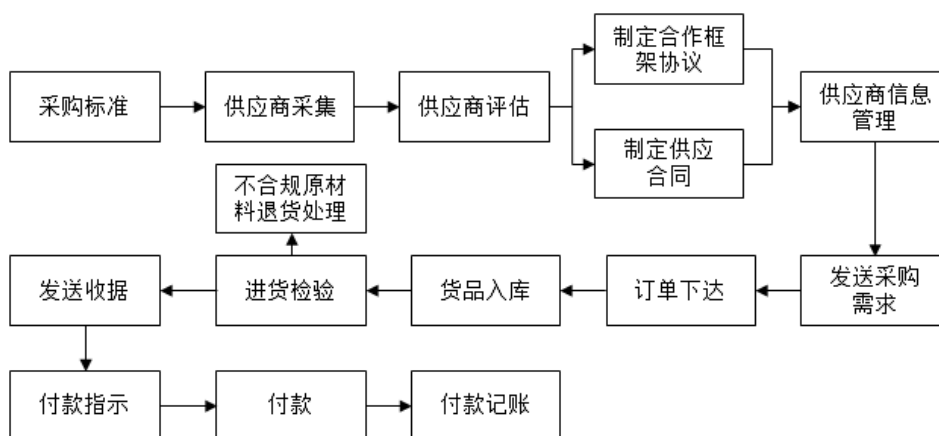 采购标准
供应商采集
供应商评估
制定合作框
架协议
制定供应
合同
供应商信息
管理
发送采购
需求
订单下达
货品入库
进货检验
不合规原材
料退货处理
发送收据
付款指示
付款
付款记账